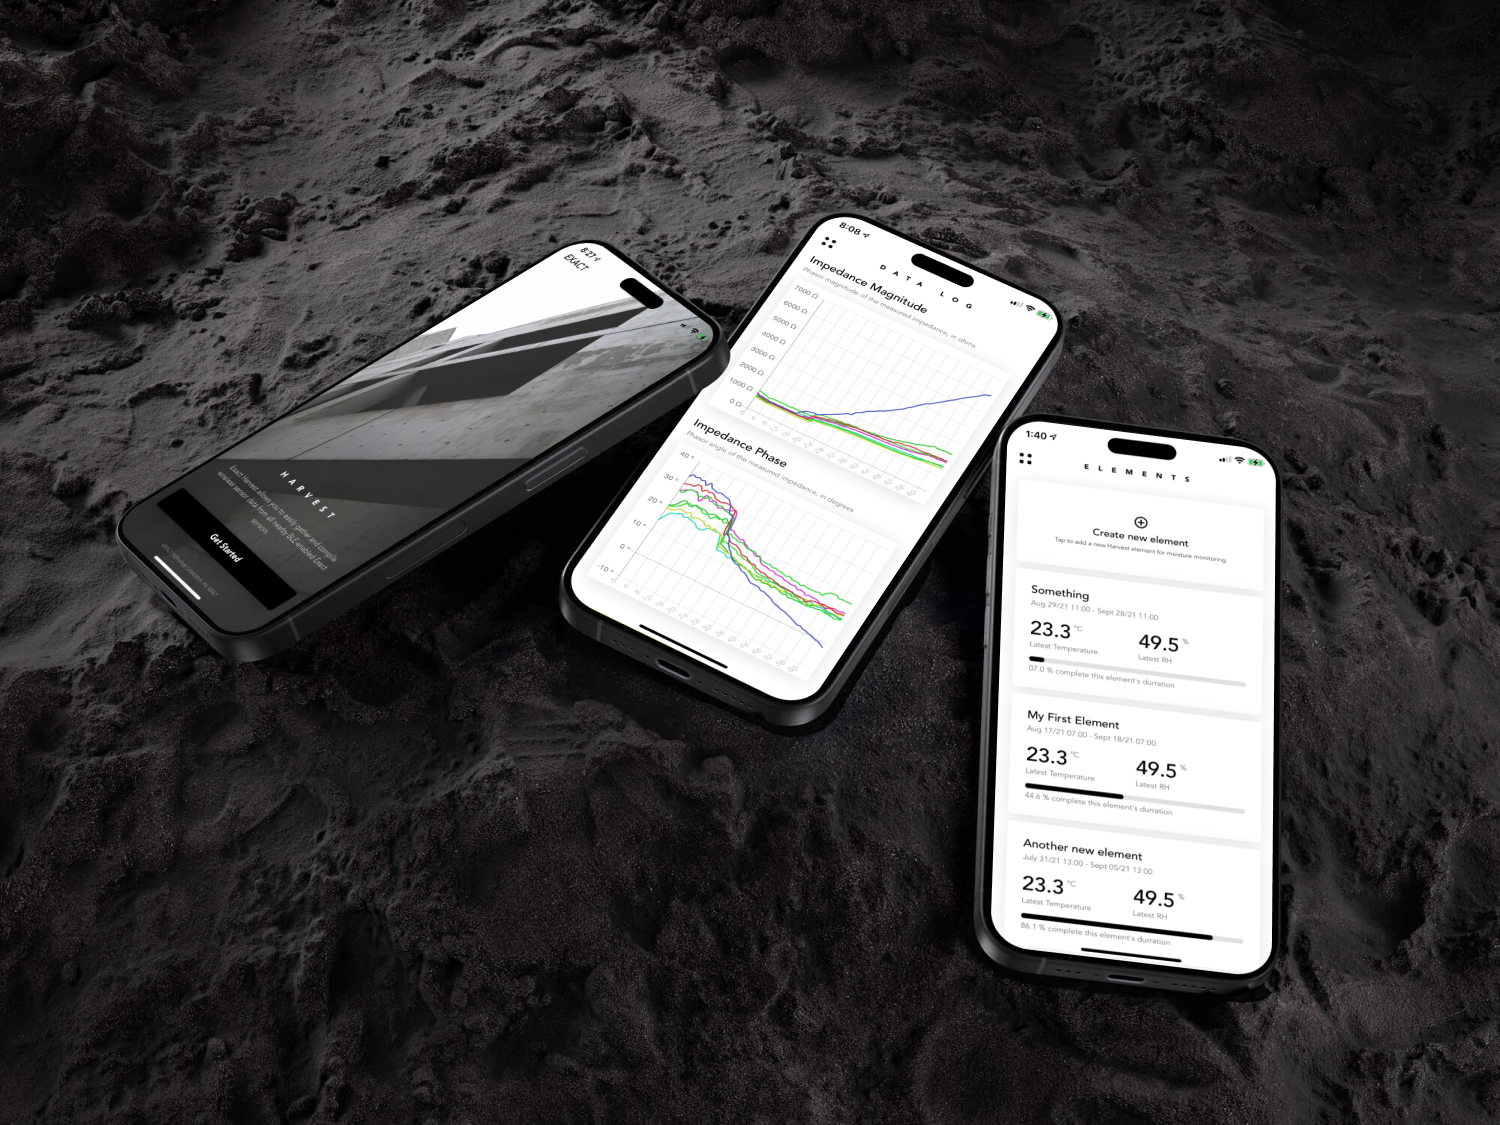 8:27
EXACT
HARVEST
Exact Harvest allows you to easily gather and compile
wireless sensor data from all nearby BLE enabled Exact
sensors.
Get Started
8:08
DATA LOG
Impedance Magnitude
Phasor magnitude of the measured impedance, in ohms
7000 Ω
6000 Ω
5000 Ω
4000 Ω
3000 Ω
2000 Ω
1000 Ω
0 Ω
Impedance Phase
Phasor angle of the measured impedance, in degrees
40 °
30 °
20 °
10 °
0 °
-10 °
1:40
ELEMENTS
Create new element
Tap to add a new Harvest element for moisture monitoring
Something
Aug 29/21 11:00 - Sept 28/21 11:00
23.3 °C 49.5 %
Latest Temperature Latest RH
07.0 % complete this element's durration
My First Element
Aug 17/21 07:00 - Sept 18/21 07:00
23.3 °C 49.5 %
Latest Temperature Latest RH
44.6 % complete this element's durration
Another new element
July 31/21 13:00 - Sept 05/21 13:00
23.3 °C 49.5 %
Latest Temperature Latest RH
86.1 % complete this element's durration